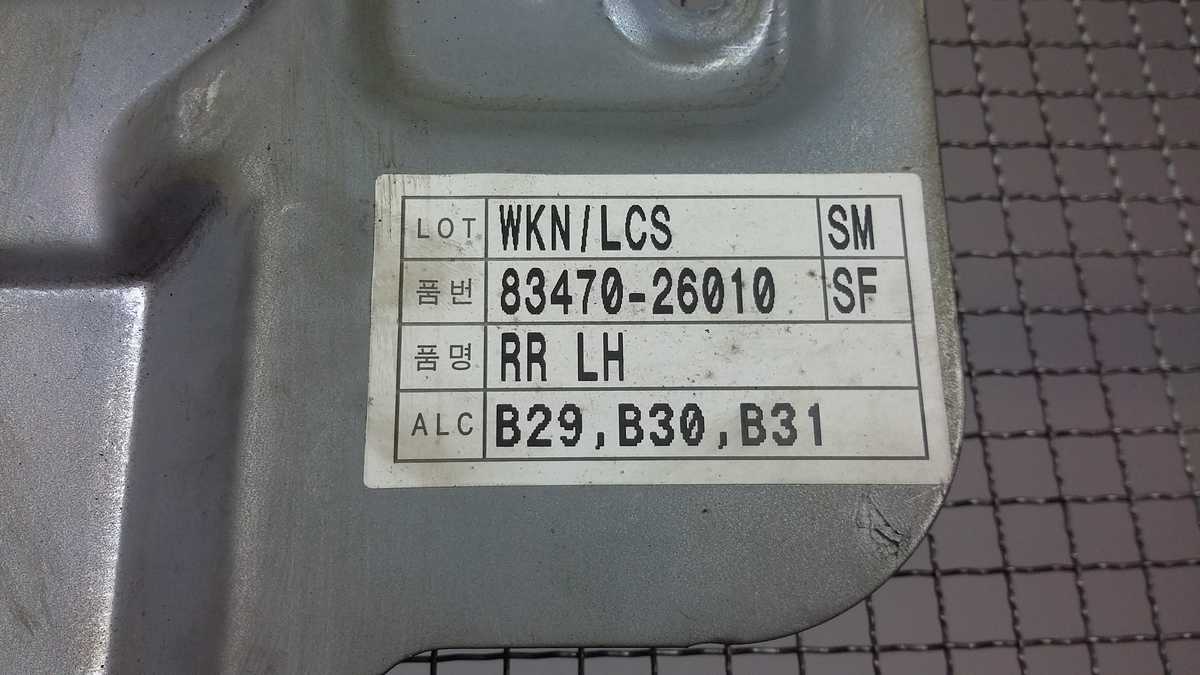 LOT WKN/LCS SM
품번 83470-26010 SF
품명 RR LH
ALC B29,B30,B31